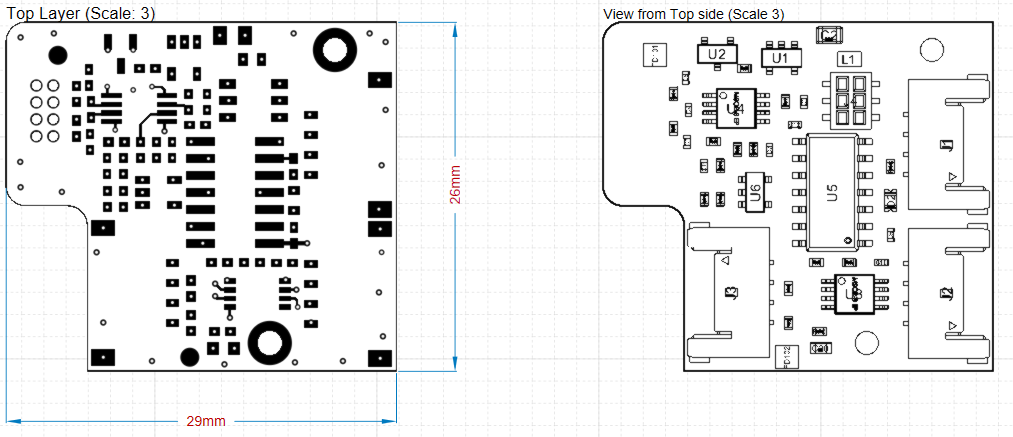 Top Layer (Scale: 3)
View from Top side (Scale 3)
U2
U1
L1
J1
U6
U5
26mm
J3
J2
29mm